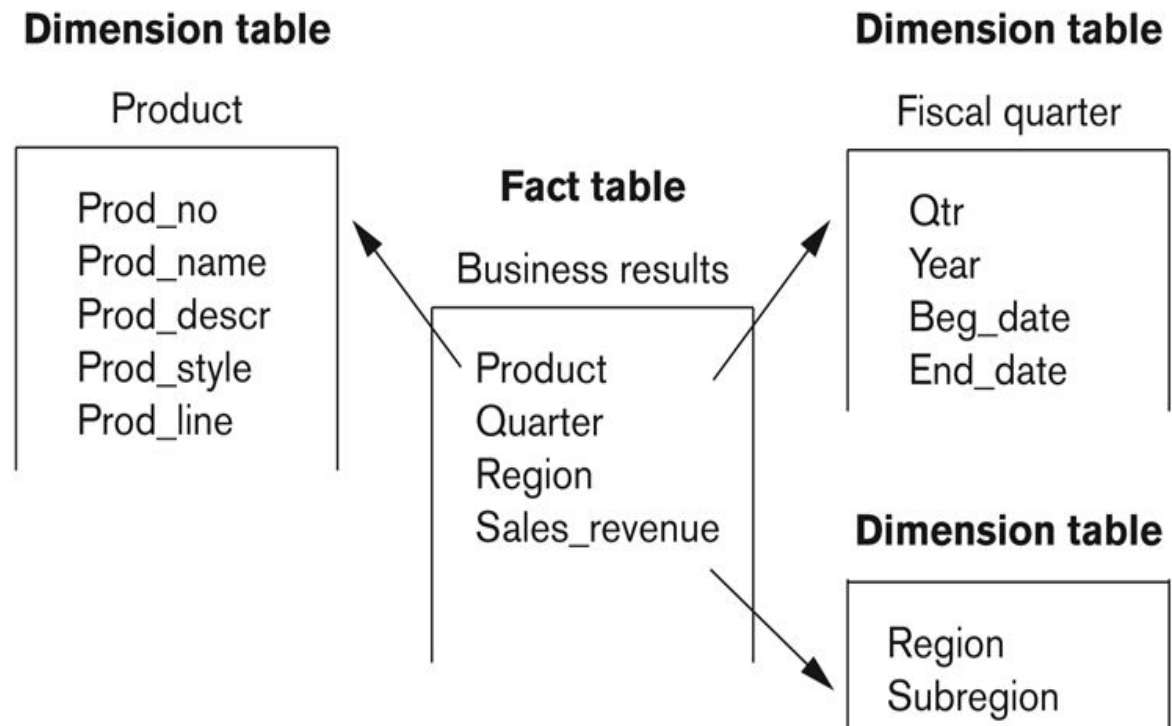 Dimension table
Product
Prod_no
Prod_name
Prod_descr
Prod_style
Prod_line
Fact table
Business results
Product
Quarter
Region
Sales_revenue
Dimension table
Fiscal quarter
Qtr
Year
Beg_date
End_date
Dimension table
Region
Subregion